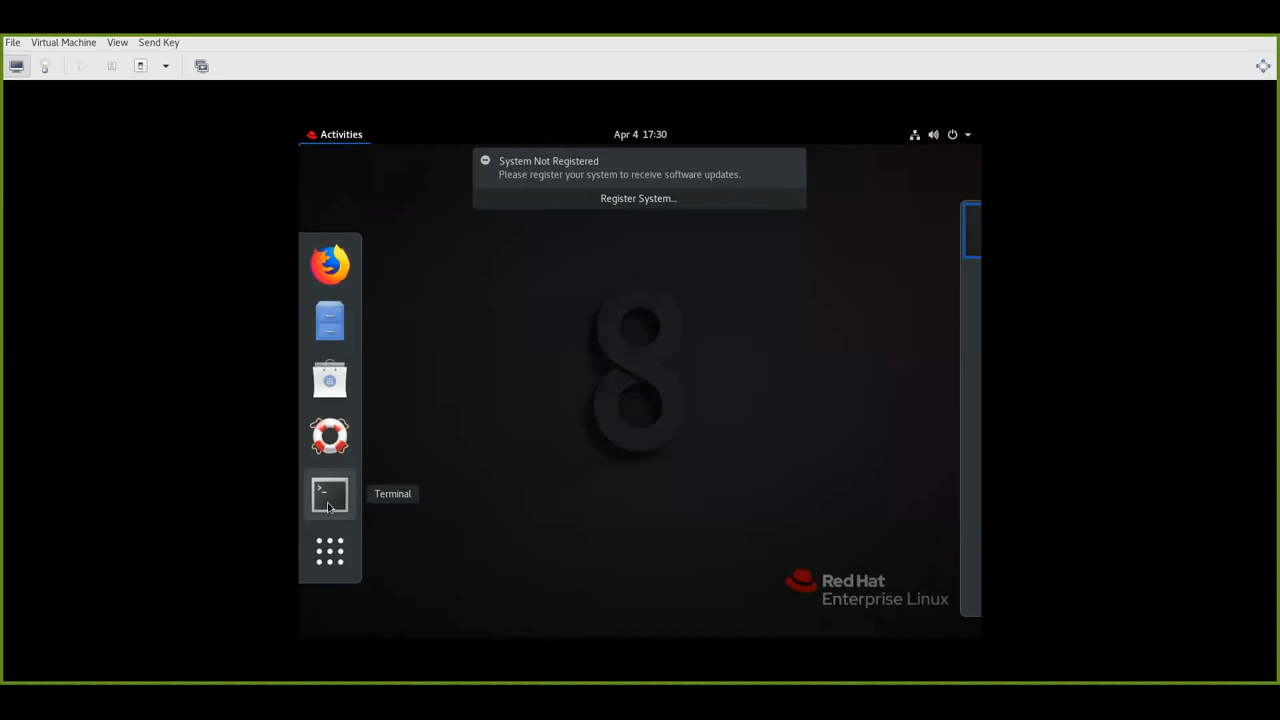 File Virtual Machine View Send Key
Activities Apr 4 17:30
System Not Registered
Please register your system to receive software updates.
Register System...
8
>_
Terminal
Red Hat
Enterprise Linux